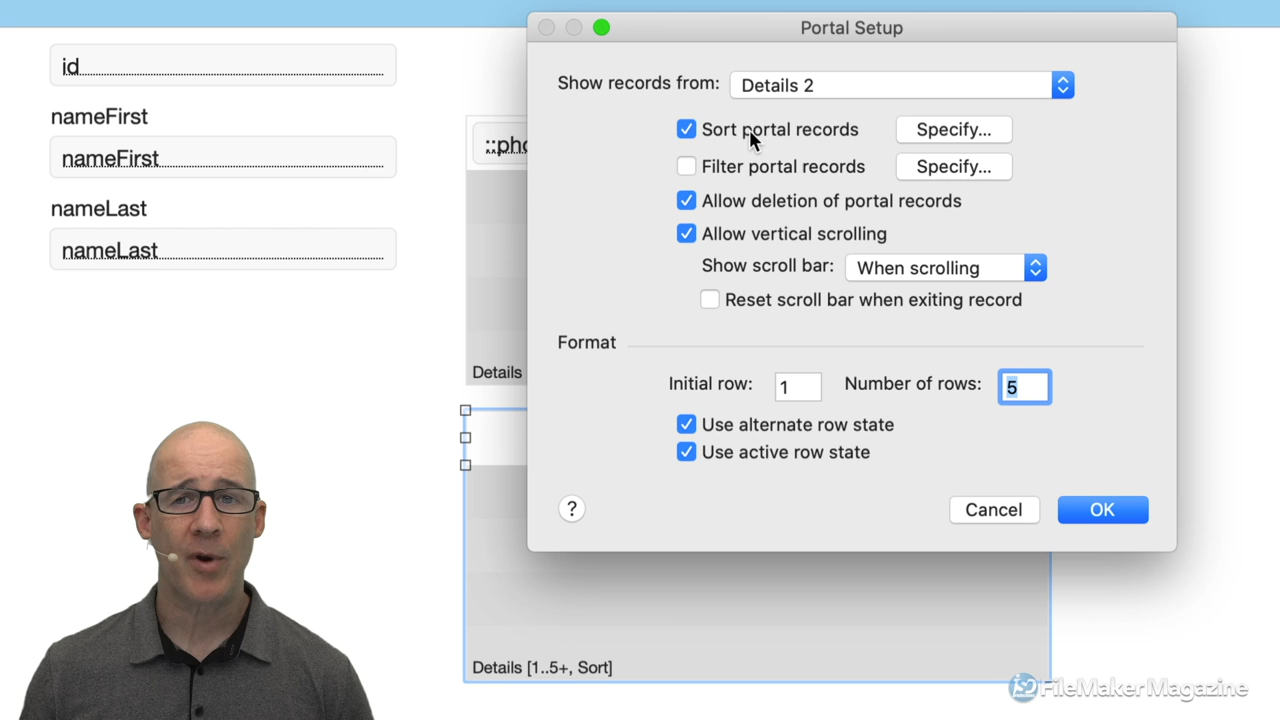 id
nameFirst
nameFirst
nameLast
nameLast
::pho
Details
Details [1..5+, Sort]
Portal Setup
Show records from: Details 2
Sort portal records Specify...
Filter portal records Specify...
Allow deletion of portal records
Allow vertical scrolling
Show scroll bar: When scrolling
Reset scroll bar when exiting record
Format
Initial row: 1 Number of rows: 5
Use alternate row state
Use active row state
? Cancel OK
FileMaker Magazine